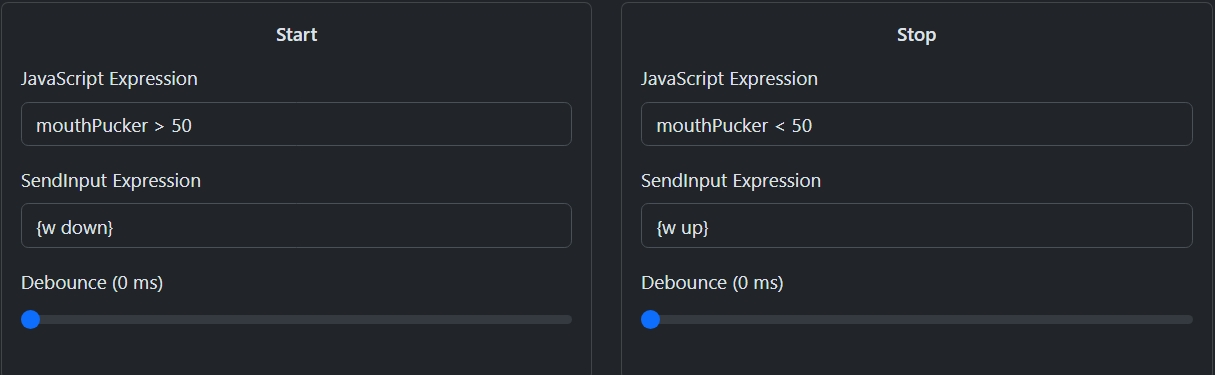 Start
JavaScript Expression
mouthPucker > 50
SendInput Expression
{w down}
Debounce (0 ms)
Stop
JavaScript Expression
mouthPucker < 50
SendInput Expression
{w up}
Debounce (0 ms)